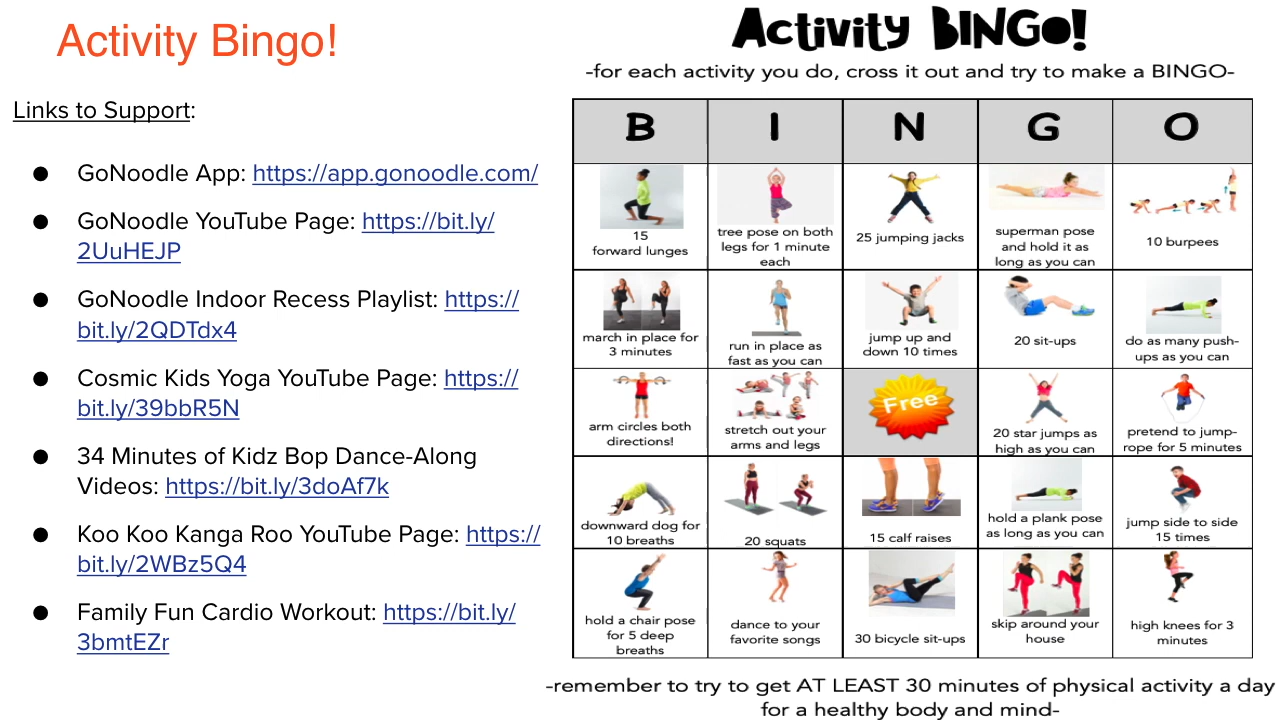 Activity Bingo!
Links to Support:
● GoNoodle App: https://app.gonoodle.com/
● GoNoodle YouTube Page: https://bit.ly/
2UuHEJP
● GoNoodle Indoor Recess Playlist: https://
bit.ly/2QDTdx4
● Cosmic Kids Yoga YouTube Page: https://
bit.ly/39bbR5N
● 34 Minutes of Kidz Bop Dance-Along
Videos: https://bit.ly/3doAf7k
● Koo Koo Kanga Roo YouTube Page: https://
bit.ly/2WBz5Q4
● Family Fun Cardio Workout: https://bit.ly/
3bmtEZr
Activity BINGo!
-for each activity you do, cross it out and try to make a BINGO-
B I N G O
15
forward lunges
tree pose on both
legs for 1 minute
each
25 jumping jacks
superman pose
and hold it as
long as you can
10 burpees
march in place for
3 minutes
run in place as
fast as you can
jump up and
down 10 times
20 sit-ups
do as many push-
ups as you can
arm circles both
directions!
stretch out your
arms and legs
Free
20 star jumps as
high as you can
pretend to jump-
rope for 5 minutes
downward dog for
10 breaths
20 squats
15 calf raises
hold a plank pose
as long as you can
jump side to side
15 times
hold a chair pose
for 5 deep
breaths
dance to your
favorite songs
30 bicycle sit-ups
skip around your
house
high knees for 3
minutes
-remember to try to get AT LEAST 30 minutes of physical activity a day
for a healthy body and mind-